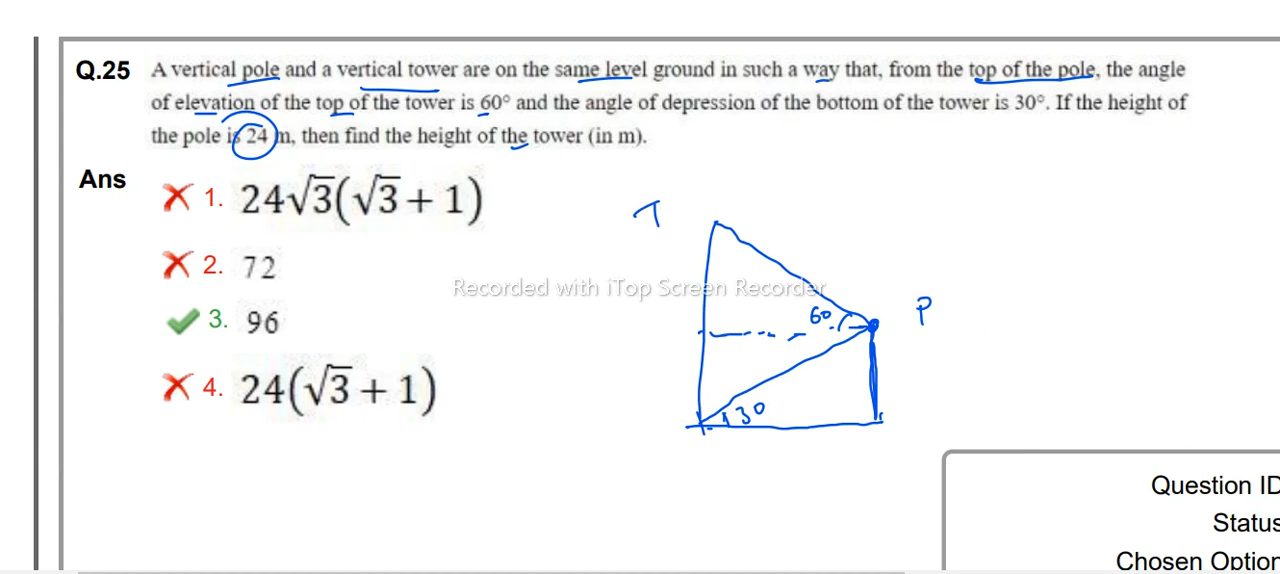 Q.25 A vertical pole and a vertical tower are on the same level ground in such a way that, from the top of the pole, the angle
of elevation of the top of the tower is 60° and the angle of depression of the bottom of the tower is 30°. If the height of
the pole is 24 m, then find the height of the tower (in m).
Ans
1. 24√3(√3 + 1)
T
2. 72
Recorded with iTop Screen Recorder
60
P
3. 96
4. 24(√3 + 1)
30
Question ID
Status
Chosen Option